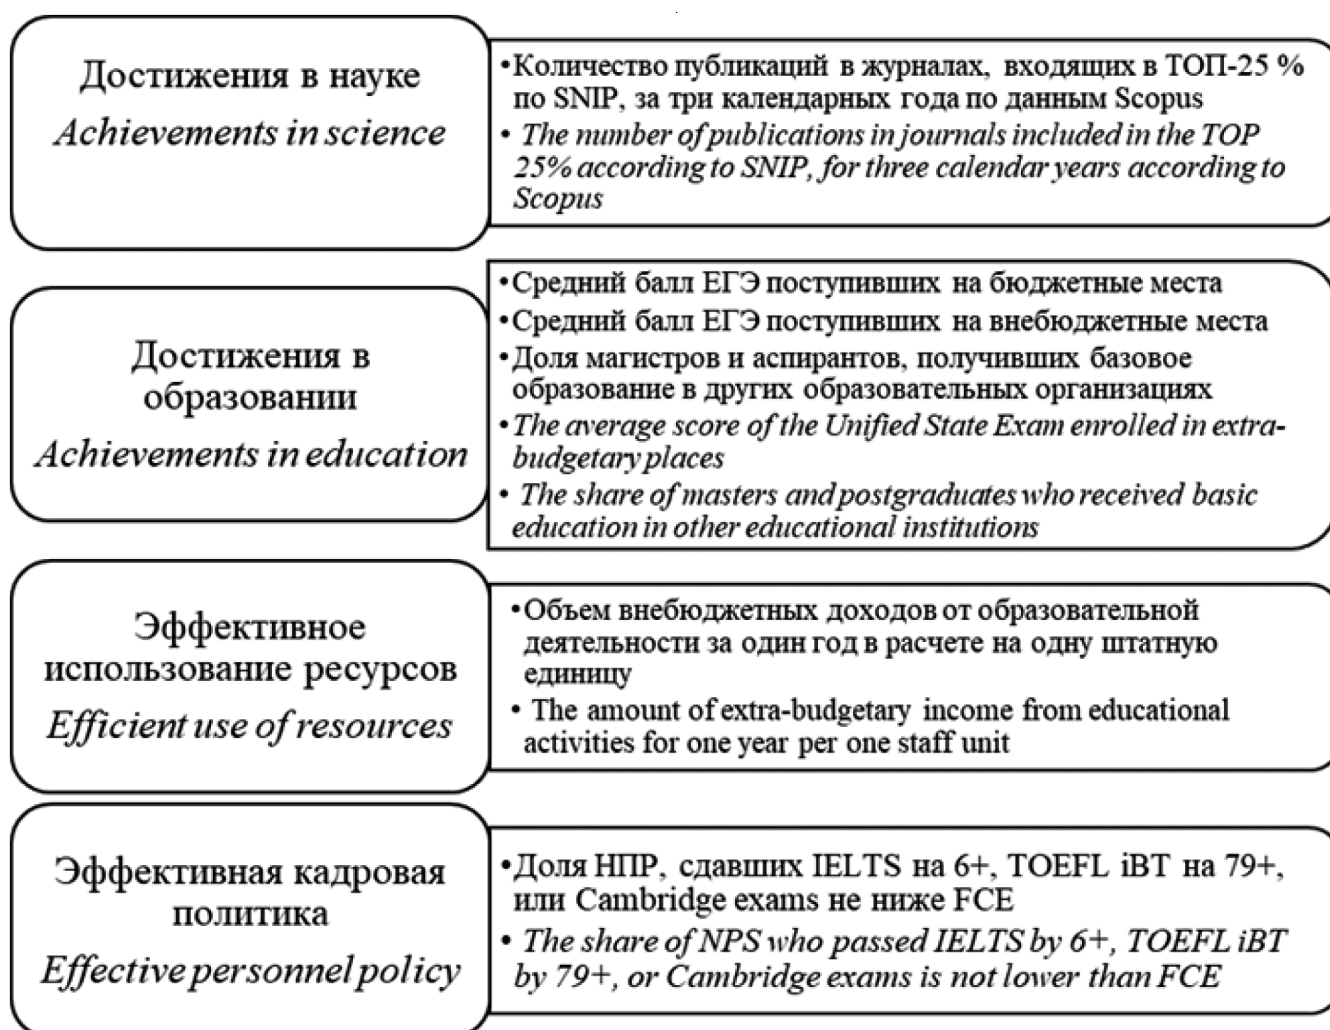 Достижения в науке
Achievements in science
•Количество публикаций в журналах, входящих в ТОП-25 %
по SNIP, за три календарных года по данным Scopus
• The number of publications in journals included in the TOP
25% according to SNIP, for three calendar years according to
Scopus
Достижения в
образовании
Achievements in education
•Средний балл ЕГЭ поступивших на бюджетные места
•Средний балл ЕГЭ поступивших на внебюджетные места
•Доля магистров и аспирантов, получивших базовое
образование в других образовательных организациях
•The average score of the Unified State Exam enrolled in extra-
budgetary places
• The share of masters and postgraduates who received basic
education in other educational institutions
Эффективное
использование ресурсов
Efficient use of resources
•Объем внебюджетных доходов от образовательной
деятельности за один год в расчете на одну штатную
единицу
• The amount of extra-budgetary income from educational
activities for one year per one staff unit
Эффективная кадровая
политика
Effective personnel policy
•Доля НПР, сдавших IELTS на 6+, TOEFL iBT на 79+,
или Cambridge exams не ниже FCE
• The share of NPS who passed IELTS by 6+, TOEFL iBT
by 79+, or Cambridge exams is not lower than FCE